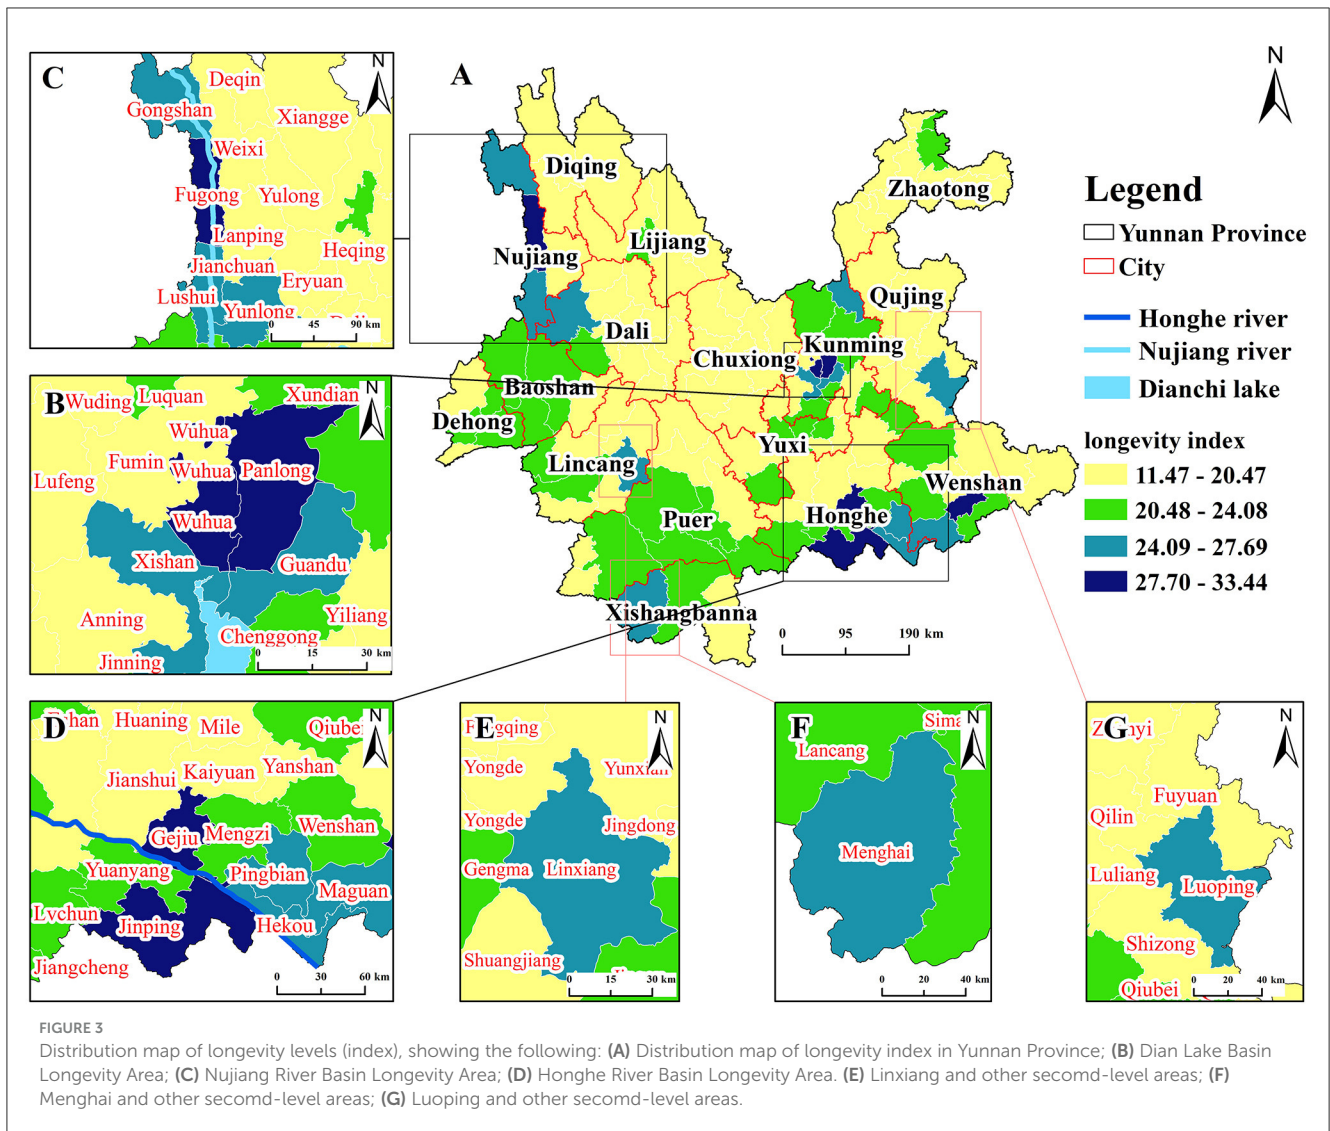 C
N
Deqin
Gongshan
Xiangge
Weixi
Fugong
Yulong
Lanping
Heqing
Jianchuan
Eryuan
Lushui
Yunlong
0 45 90 km
A
N
Diqing
Zhaotong
Lijiang
Nujiang
Qujing
Dali
Kunming
Chuxiong
Baoshan
Dehong
Yuxi
Lincang
Wenshan
Puer
Honghe
Xishangbanna
0 95 190 km
Legend
Yunnan Province
City
Honghe river
Nujiang river
Dianchi lake
longevity index
11.47 - 20.47
20.48 - 24.08
24.09 - 27.69
27.70 - 33.44
B
N
Wuding
Luquan
Xundian
Wuhua
Fumin
Wuhua
Panlong
Lufeng
Wuhua
Xishan
Guandu
Anning
Yiliang
Chenggong
Jinning
0 15 30 km
D
N
Huaning
Mile
Jianshui
Kaiyuan
Yanshan
Gejiu
Mengzi
Wenshan
Yuanyang
Pingbian
Maguan
Lvchun
Jinping
Hekou
Jiangcheng
0 30 60 km
E
N
Yongde
Yongde
Jingdong
Gengma
Linxiang
Shuangjiang
0 15 30 km
F
N
Lancang
Menghai
0 20 40 km
G
N
Fuyuan
Qilin
Luliang
Luoping
Shizong
Qiubei
0 20 40 km
FIGURE 3
Distribution map of longevity levels (index), showing the following: (A) Distribution map of longevity index in Yunnan Province; (B) Dian Lake Basin
Longevity Area; (C) Nujiang River Basin Longevity Area; (D) Honghe River Basin Longevity Area. (E) Linxiang and other secomd-level areas; (F)
Menghai and other secomd-level areas; (G) Luoping and other secomd-level areas.